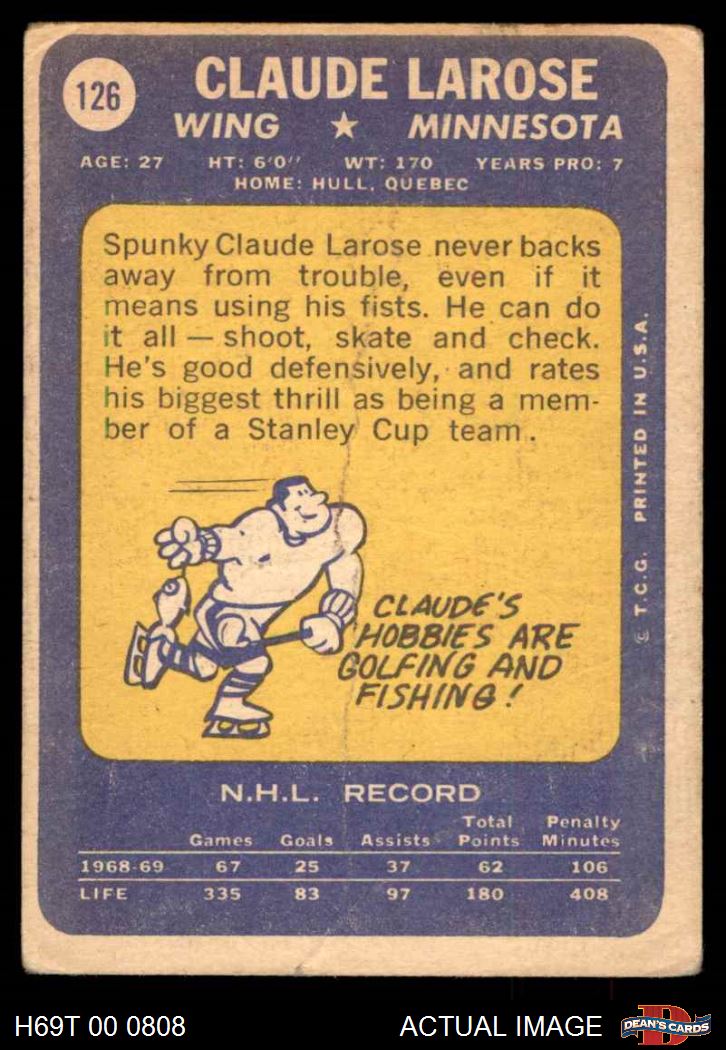 126
CLAUDE LAROSE
WING ★ MINNESOTA
AGE: 27 HT: 6'0" WT: 170 YEARS PRO: 7
HOME: HULL, QUEBEC
Spunky Claude Larose never backs
away from trouble, even if it
means using his fists. He can do
it all — shoot, skate and check.
He's good defensively, and rates
his biggest thrill as being a mem-
ber of a Stanley Cup team.
CLAUDE'S
HOBBIES ARE
GOLFING AND
FISHING!
© T.C.G. PRINTED IN U.S.A.
N.H.L. RECORD
Games Goals Assists Total Points Penalty Minutes
1968-69 67 25 37 62 106
LIFE 335 83 97 180 408
H69T 00 0808 ACTUAL IMAGE
D
DEAN'S CARDS